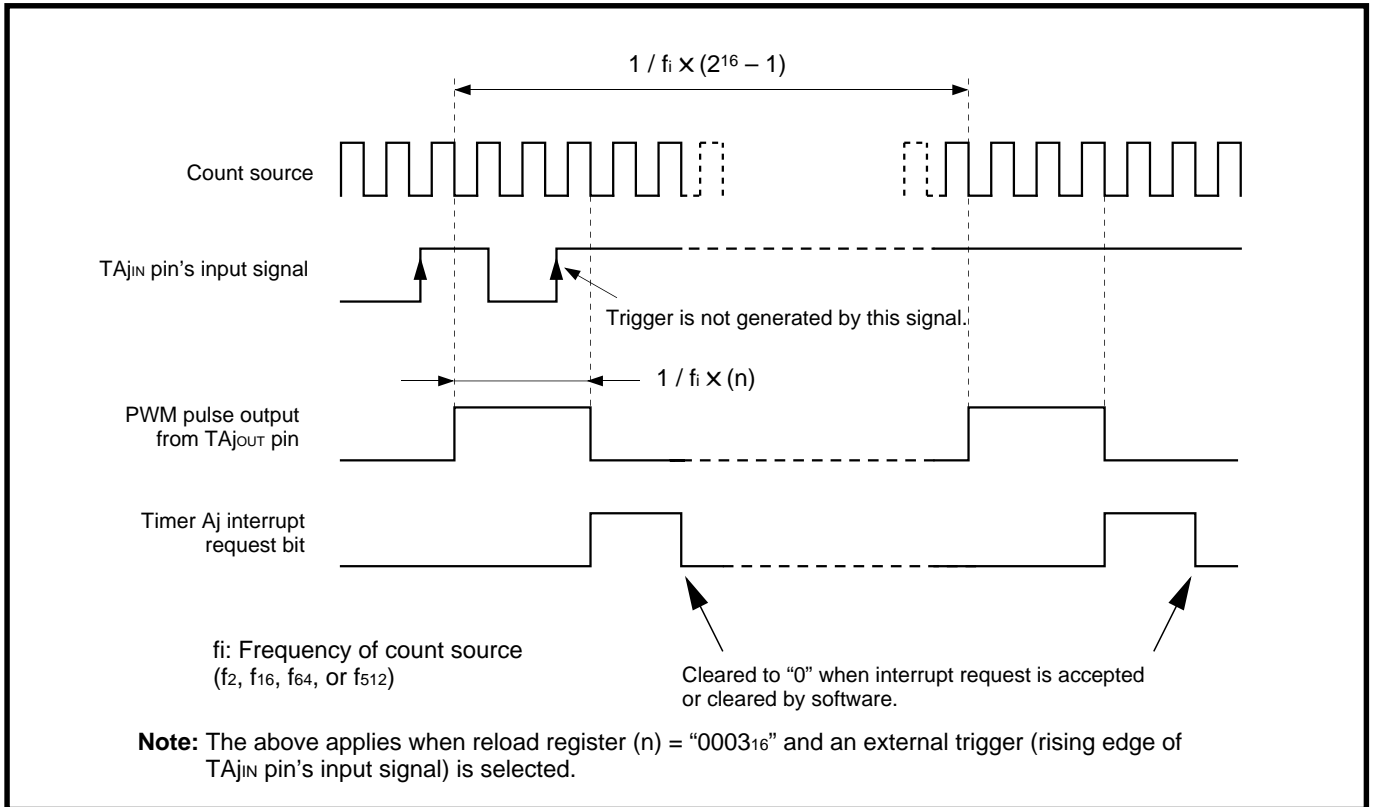 1 / fi × (2¹⁶ – 1)
Count source
TAjIN pin's input signal
Trigger is not generated by this signal.
1 / fi × (n)
PWM pulse output
from TAjOUT pin
Timer Aj interrupt
request bit
fi: Frequency of count source
(f2, f16, f64, or f512)
Cleared to “0” when interrupt request is accepted
or cleared by software.
Note: The above applies when reload register (n) = “0003₁₆” and an external trigger (rising edge of
TAjIN pin's input signal) is selected.